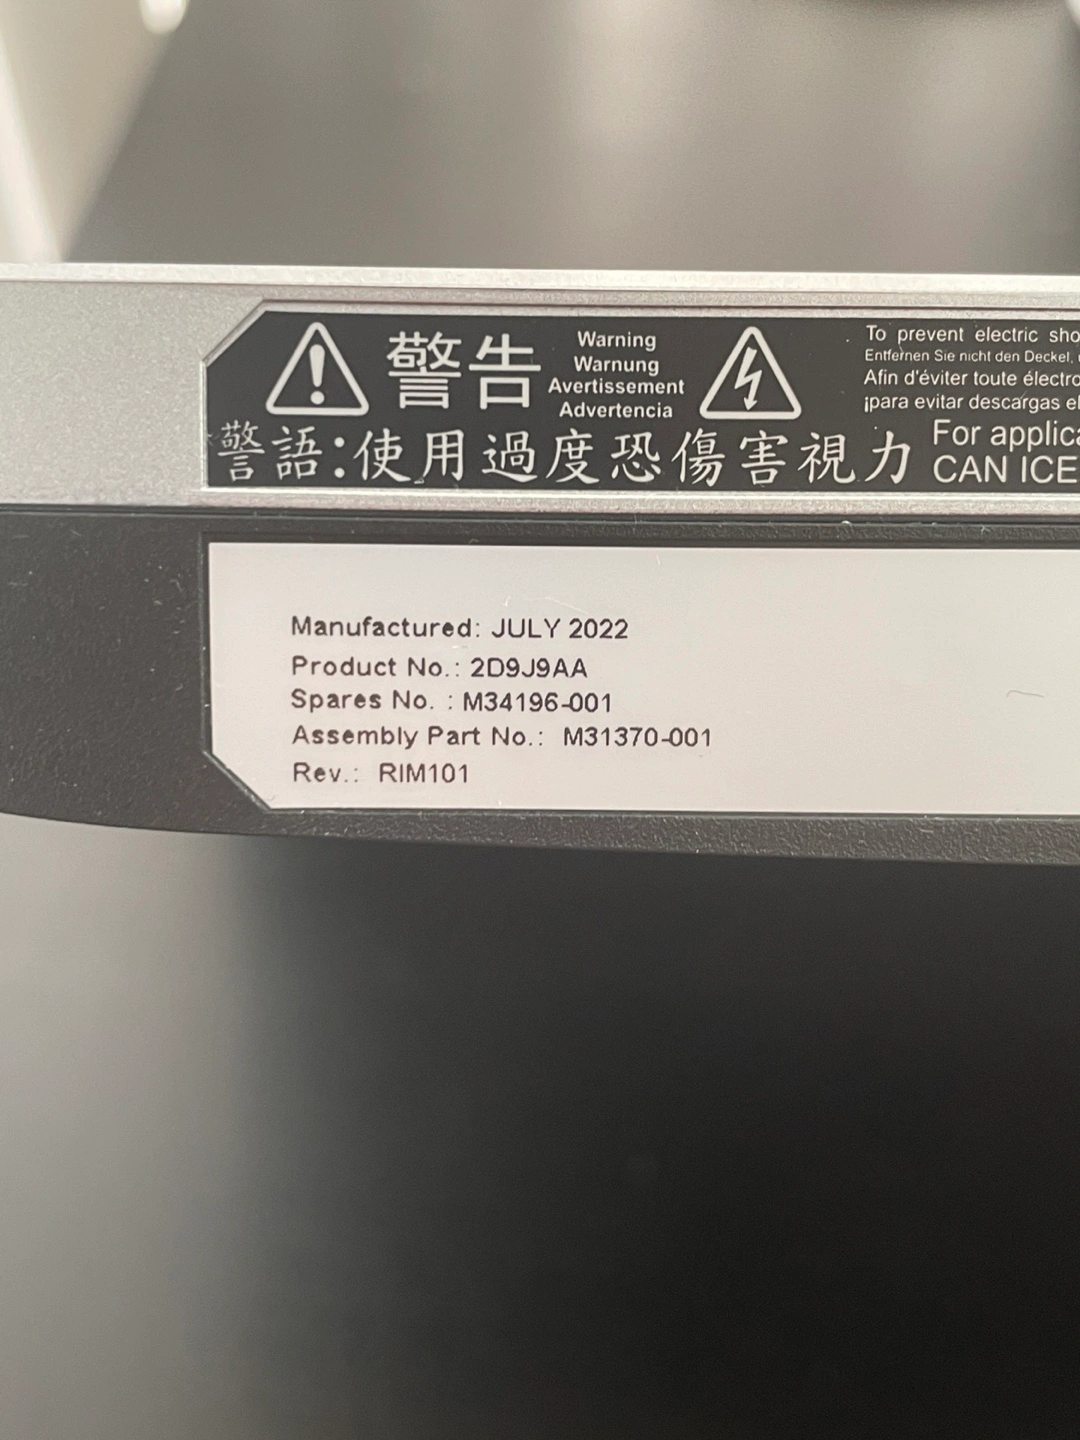 警告
Warning
Warnung
Avertissement
Advertencia
To prevent electric
Entfernen Sie nicht den Deckel,
Afin d'éviter toute
¡para evitar descargas
警語:使用過度恐傷害視力
For
CAN ICE
Manufactured: JULY 2022
Product No.: 2D9J9AA
Spares No. : M34196-001
Assembly Part No.: M31370-001
Rev.: RIM101